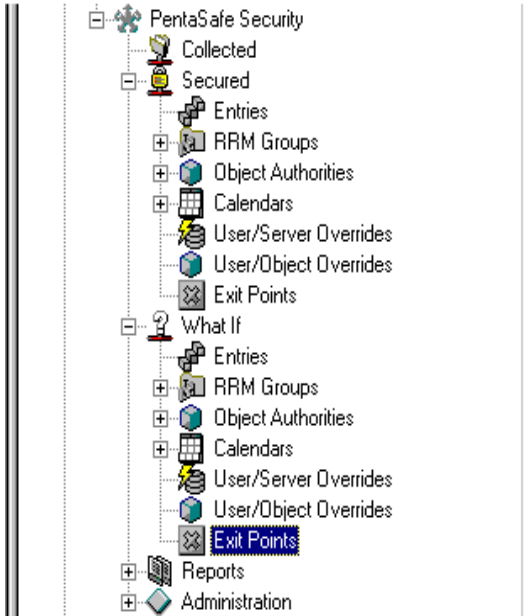 PentaSafe Security
Collected
Secured
Entries
RRM Groups
Object Authorities
Calendars
User/Server Overrides
User/Object Overrides
Exit Points
What If
Entries
RRM Groups
Object Authorities
Calendars
User/Server Overrides
User/Object Overrides
Exit Points
Reports
Administration